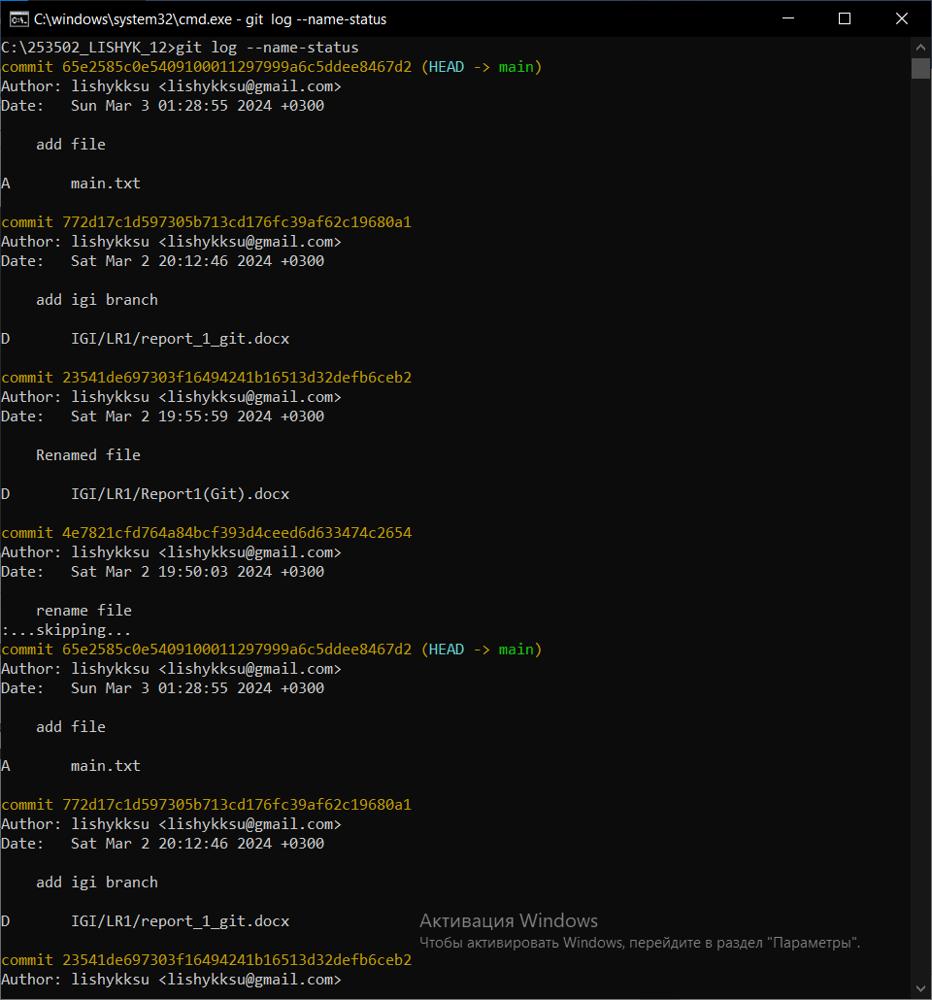 C:\windows\system32\cmd.exe - git  log --name-status
C:\253502_LISHYK_12>git log --name-status
commit 65e2585c0e5409100011297999a6c5ddee8467d2 (HEAD -> main)
Author: lishykksu <lishykksu@gmail.com>
Date:   Sun Mar 3 01:28:55 2024 +0300
    add file
A       main.txt
commit 772d17c1d597305b713cd176fc39af62c19680a1
Author: lishykksu <lishykksu@gmail.com>
Date:   Sat Mar 2 20:12:46 2024 +0300
    add igi branch
D       IGI/LR1/report_1_git.docx
commit 23541de697303f16494241b16513d32defb6ceb2
Author: lishykksu <lishykksu@gmail.com>
Date:   Sat Mar 2 19:55:59 2024 +0300
    Renamed file
D       IGI/LR1/Report1(Git).docx
commit 4e7821cfd764a84bcf393d4ceed6d633474c2654
Author: lishykksu <lishykksu@gmail.com>
Date:   Sat Mar 2 19:50:03 2024 +0300
    rename file
:...skipping...
commit 65e2585c0e5409100011297999a6c5ddee8467d2 (HEAD -> main)
Author: lishykksu <lishykksu@gmail.com>
Date:   Sun Mar 3 01:28:55 2024 +0300
    add file
A       main.txt
commit 772d17c1d597305b713cd176fc39af62c19680a1
Author: lishykksu <lishykksu@gmail.com>
Date:   Sat Mar 2 20:12:46 2024 +0300
    add igi branch
D       IGI/LR1/report_1_git.docx
Активация Windows
Чтобы активировать Windows, перейдите в раздел "Параметры".
commit 23541de697303f16494241b16513d32defb6ceb2
Author: lishykksu <lishykksu@gmail.com>